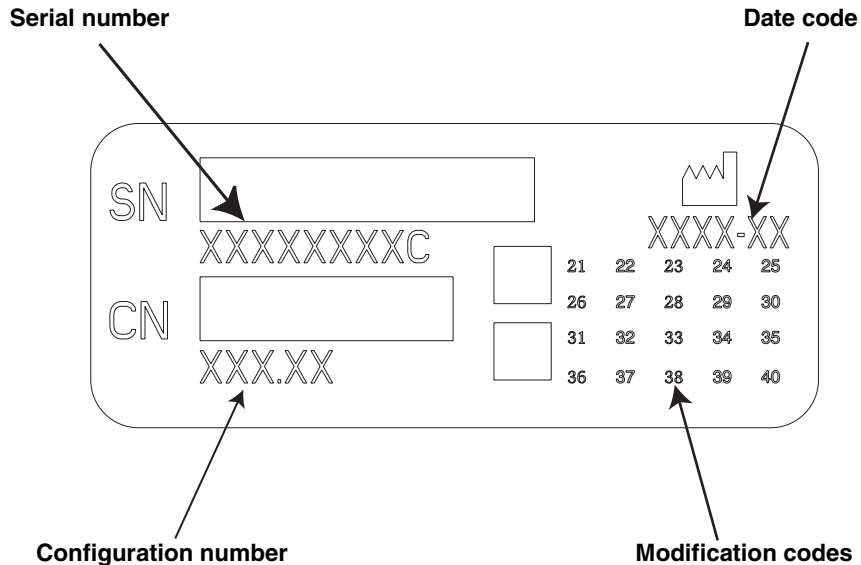 Serial number
Date code
SN
XXXXXXXXC
XXXX-XX
21 22 23 24 25
CN
26 27 28 29 30
31 32 33 34 35
XXX.XX
36 37 38 39 40
Configuration number
Modification codes